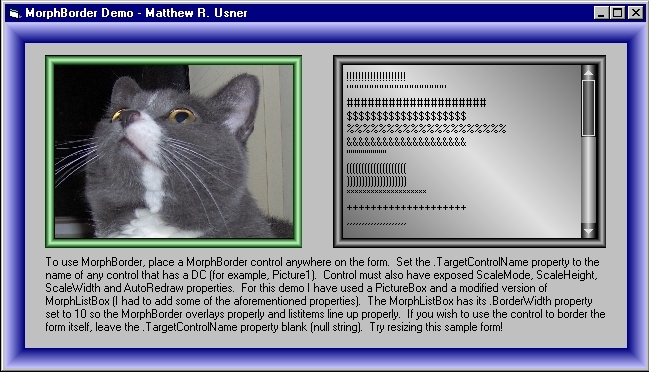 MorphBorder Demo - Matthew R. Usner
!!!!!!!!!!!!!!!!!!!!
""""""""""""""""""""
####################
$$$$$$$$$$$$$$$$$$$$
%%%%%%%%%%%%%%%%%%%%
&&&&&&&&&&&&&&&&&&&&
''''''''''''''''''''
((((((((((((((((((((
))))))))))))))))))))
********************
++++++++++++++++++++
,,,,,,,,,,,,,,,,,,,,
To use MorphBorder, place a MorphBorder control anywhere on the form.  Set the .TargetControlName property to the
name of any control that has a DC (for example, Picture1).  Control must also have exposed ScaleMode, ScaleHeight,
ScaleWidth and AutoRedraw properties.  For this demo I have used a PictureBox and a modified version of
MorphListBox (I had to add some of the aforementioned properties).  The MorphListBox has its .BorderWidth property
set to 10 so the MorphBorder overlays properly and listitems line up properly.  If you wish to use the control to border the
form itself, leave the .TargetControlName property blank (null string).  Try resizing this sample form!